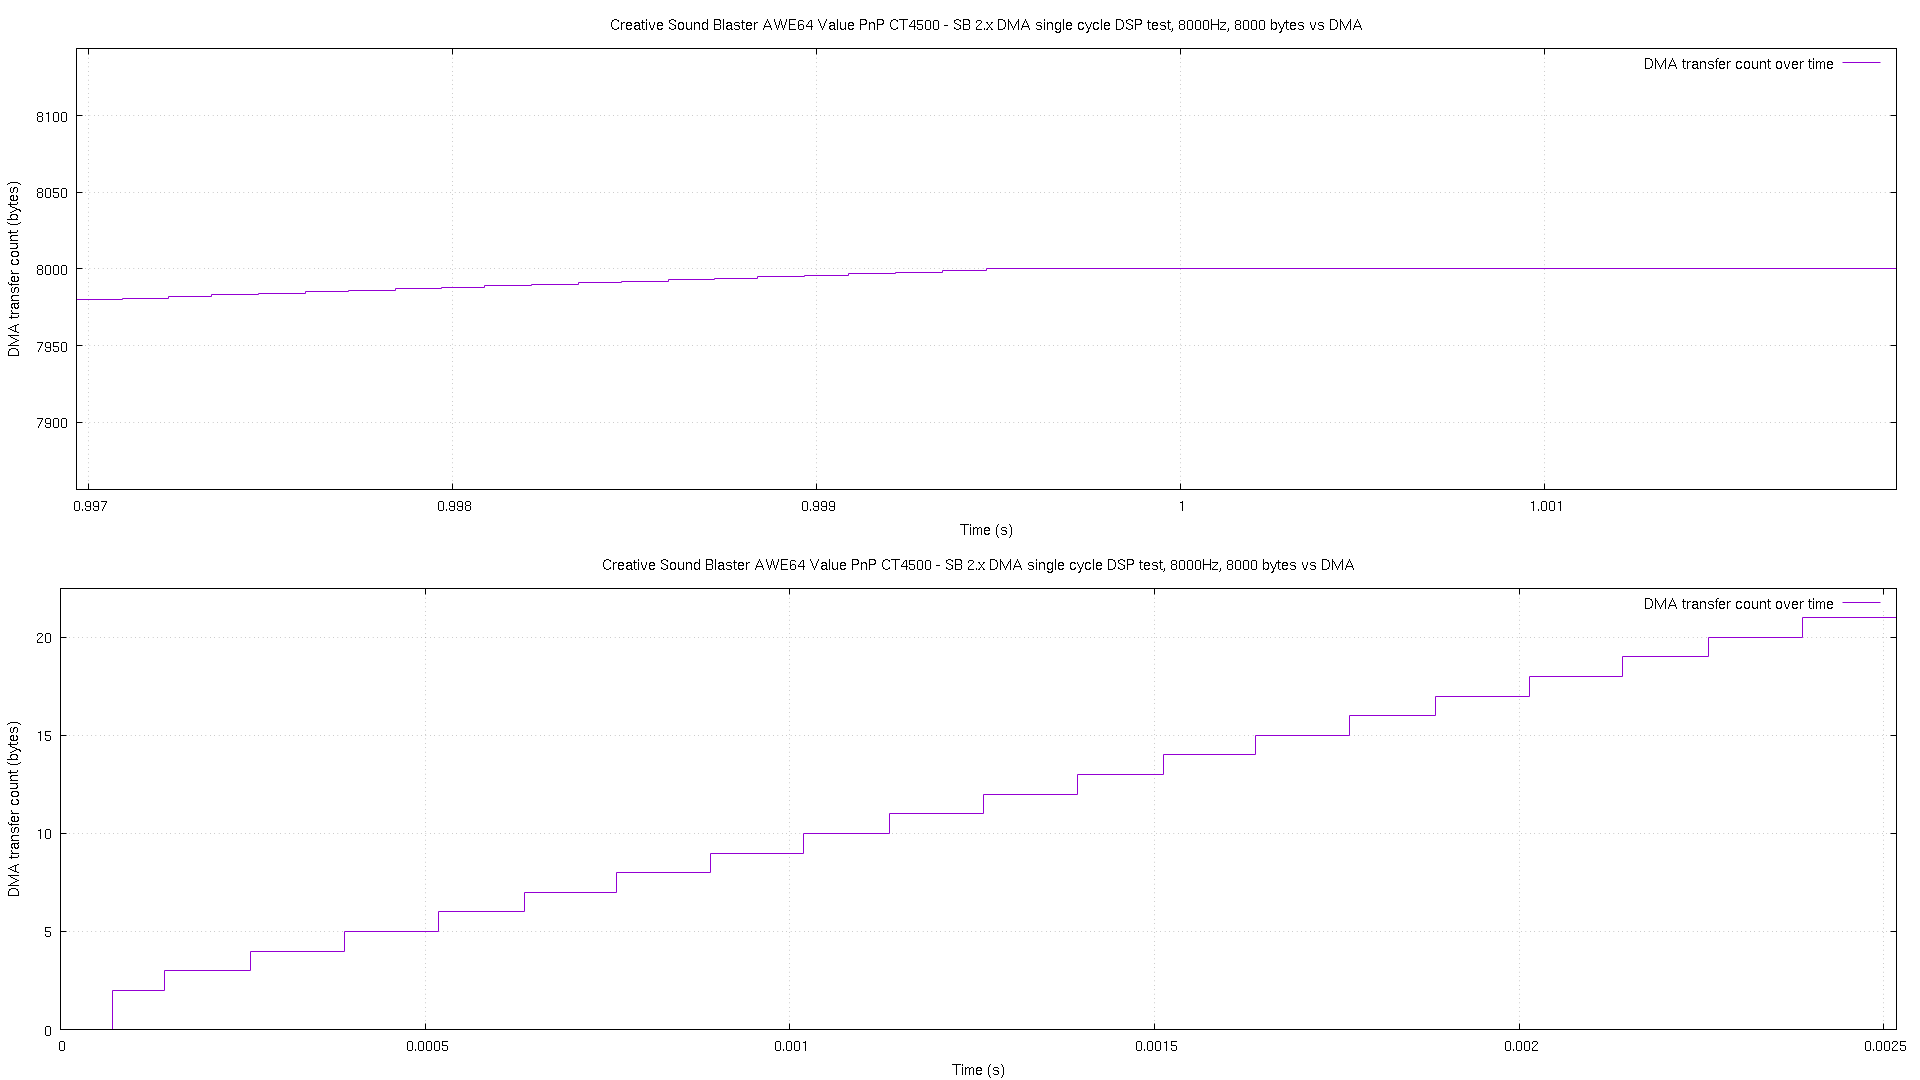 Creative Sound Blaster AWE64 Value PnP CT4500 - SB 2.x DMA single cycle DSP test, 8000Hz, 8000 bytes vs DMA
DMA transfer count over time
8100
8050
8000
7950
7900
DMA transfer count (bytes)
0.997 0.998 0.999 1 1.001
Time (s)
Creative Sound Blaster AWE64 Value PnP CT4500 - SB 2.x DMA single cycle DSP test, 8000Hz, 8000 bytes vs DMA
DMA transfer count over time
20
15
10
5
0
DMA transfer count (bytes)
0 0.0005 0.001 0.0015 0.002 0.0025
Time (s)